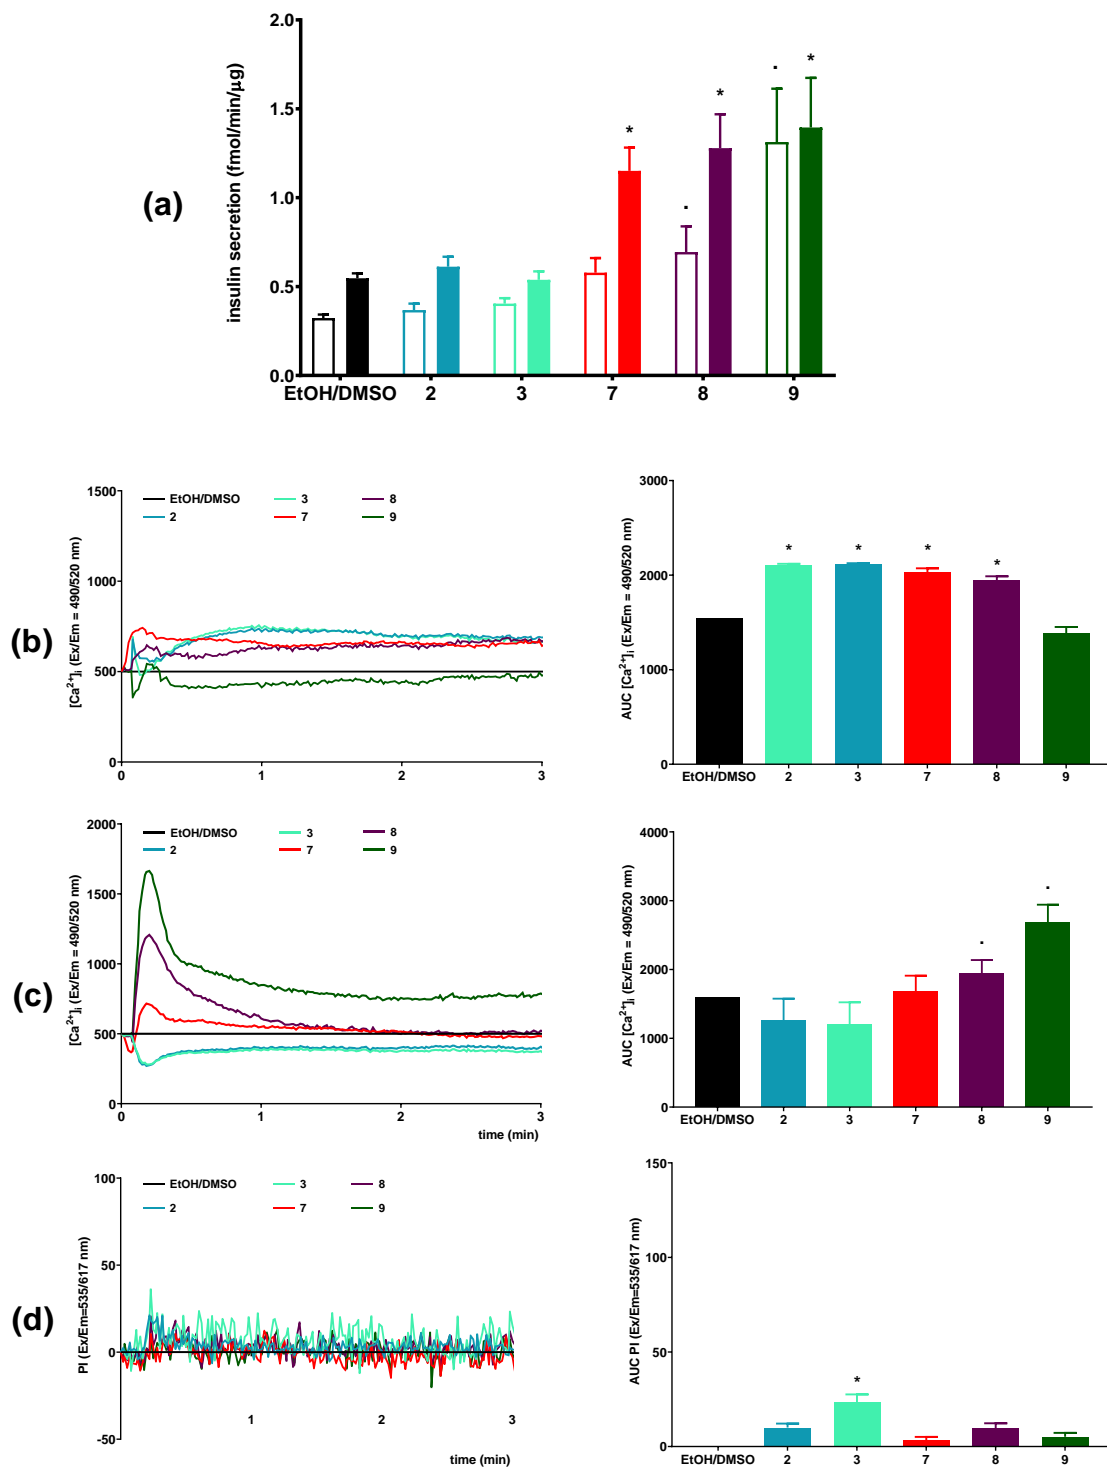 (a)
insulin secretion (fmol/min/µg)
2.0
1.5
1.0
0.5
0.0
. * . *
* *
.
EtOH/DMSO 2 3 7 8 9
(b)
[Ca²⁺]ᵢ (Ex/Em = 490/520 nm)
1500
1000
500
0
EtOH/DMSO 3 8
2 7 9
0 1 2 3
AUC [Ca²⁺]ᵢ (Ex/Em = 490/520 nm)
3000
2000
1000
0
* * * *
EtOH/DMSO 2 3 7 8 9
(c)
[Ca²⁺]ᵢ (Ex/Em = 490/520 nm)
2000
1500
1000
500
0
EtOH/DMSO 3 8
2 7 9
0 1 2 3
time (min)
AUC [Ca²⁺]ᵢ (Ex/Em = 490/520 nm)
4000
3000
2000
1000
0
. .
EtOH/DMSO 2 3 7 8 9
(d)
PI (Ex/Em=535/617 nm)
100
50
0
-50
EtOH/DMSO 3 8
2 7 9
1 2 3
time (min)
AUC PI (Ex/Em=535/617 nm)
150
100
50
0
*
EtOH/DMSO 2 3 7 8 9